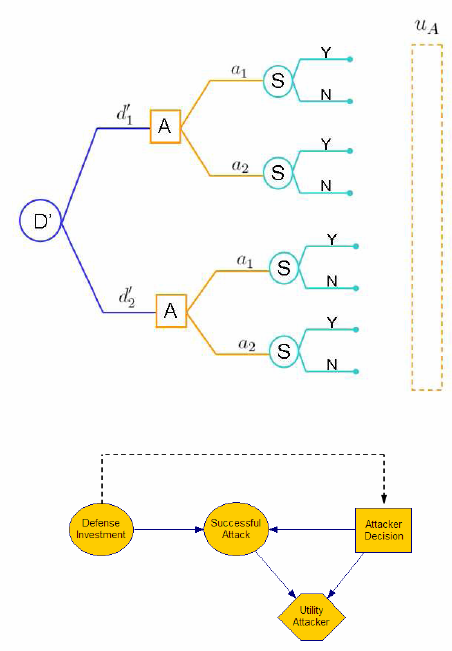 u_A
Y
a_1
S
N
d'_1
A
Y
a_2
S
N
D'
Y
a_1
S
N
d'_2
A
Y
a_2
S
N
Defense
Investment
Successful
Attack
Attacker
Decision
Utility
Attacker